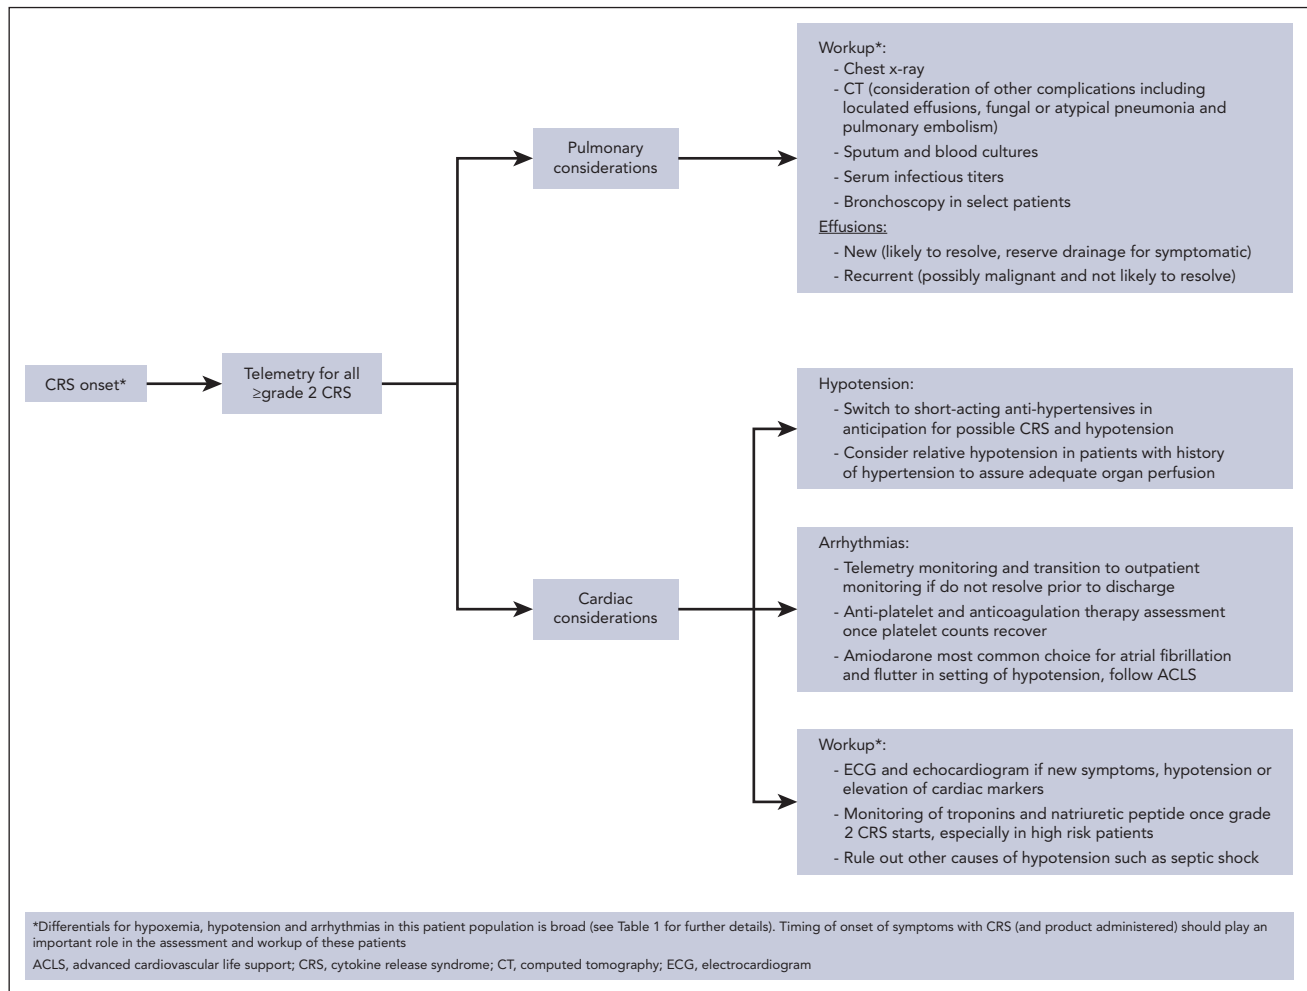 CRS onset*
Telemetry for all
≥grade 2 CRS
Pulmonary
considerations
Workup*:
- Chest x-ray
- CT (consideration of other complications including
loculated effusions, fungal or atypical pneumonia and
pulmonary embolism)
- Sputum and blood cultures
- Serum infectious titers
- Bronchoscopy in select patients
Effusions:
- New (likely to resolve, reserve drainage for symptomatic)
- Recurrent (possibly malignant and not likely to resolve)
Cardiac
considerations
Hypotension:
- Switch to short-acting anti-hypertensives in
anticipation for possible CRS and hypotension
- Consider relative hypotension in patients with history
of hypertension to assure adequate organ perfusion
Arrhythmias:
- Telemetry monitoring and transition to outpatient
monitoring if do not resolve prior to discharge
- Anti-platelet and anticoagulation therapy assessment
once platelet counts recover
- Amiodarone most common choice for atrial fibrillation
and flutter in setting of hypotension, follow ACLS
Workup*:
- ECG and echocardiogram if new symptoms, hypotension or
elevation of cardiac markers
- Monitoring of troponins and natriuretic peptide once grade
2 CRS starts, especially in high risk patients
- Rule out other causes of hypotension such as septic shock
*Differentials for hypoxemia, hypotension and arrhythmias in this patient population is broad (see Table 1 for further details). Timing of onset of symptoms with CRS (and product administered) should play an
important role in the assessment and workup of these patients
ACLS, advanced cardiovascular life support; CRS, cytokine release syndrome; CT, computed tomography; ECG, electrocardiogram